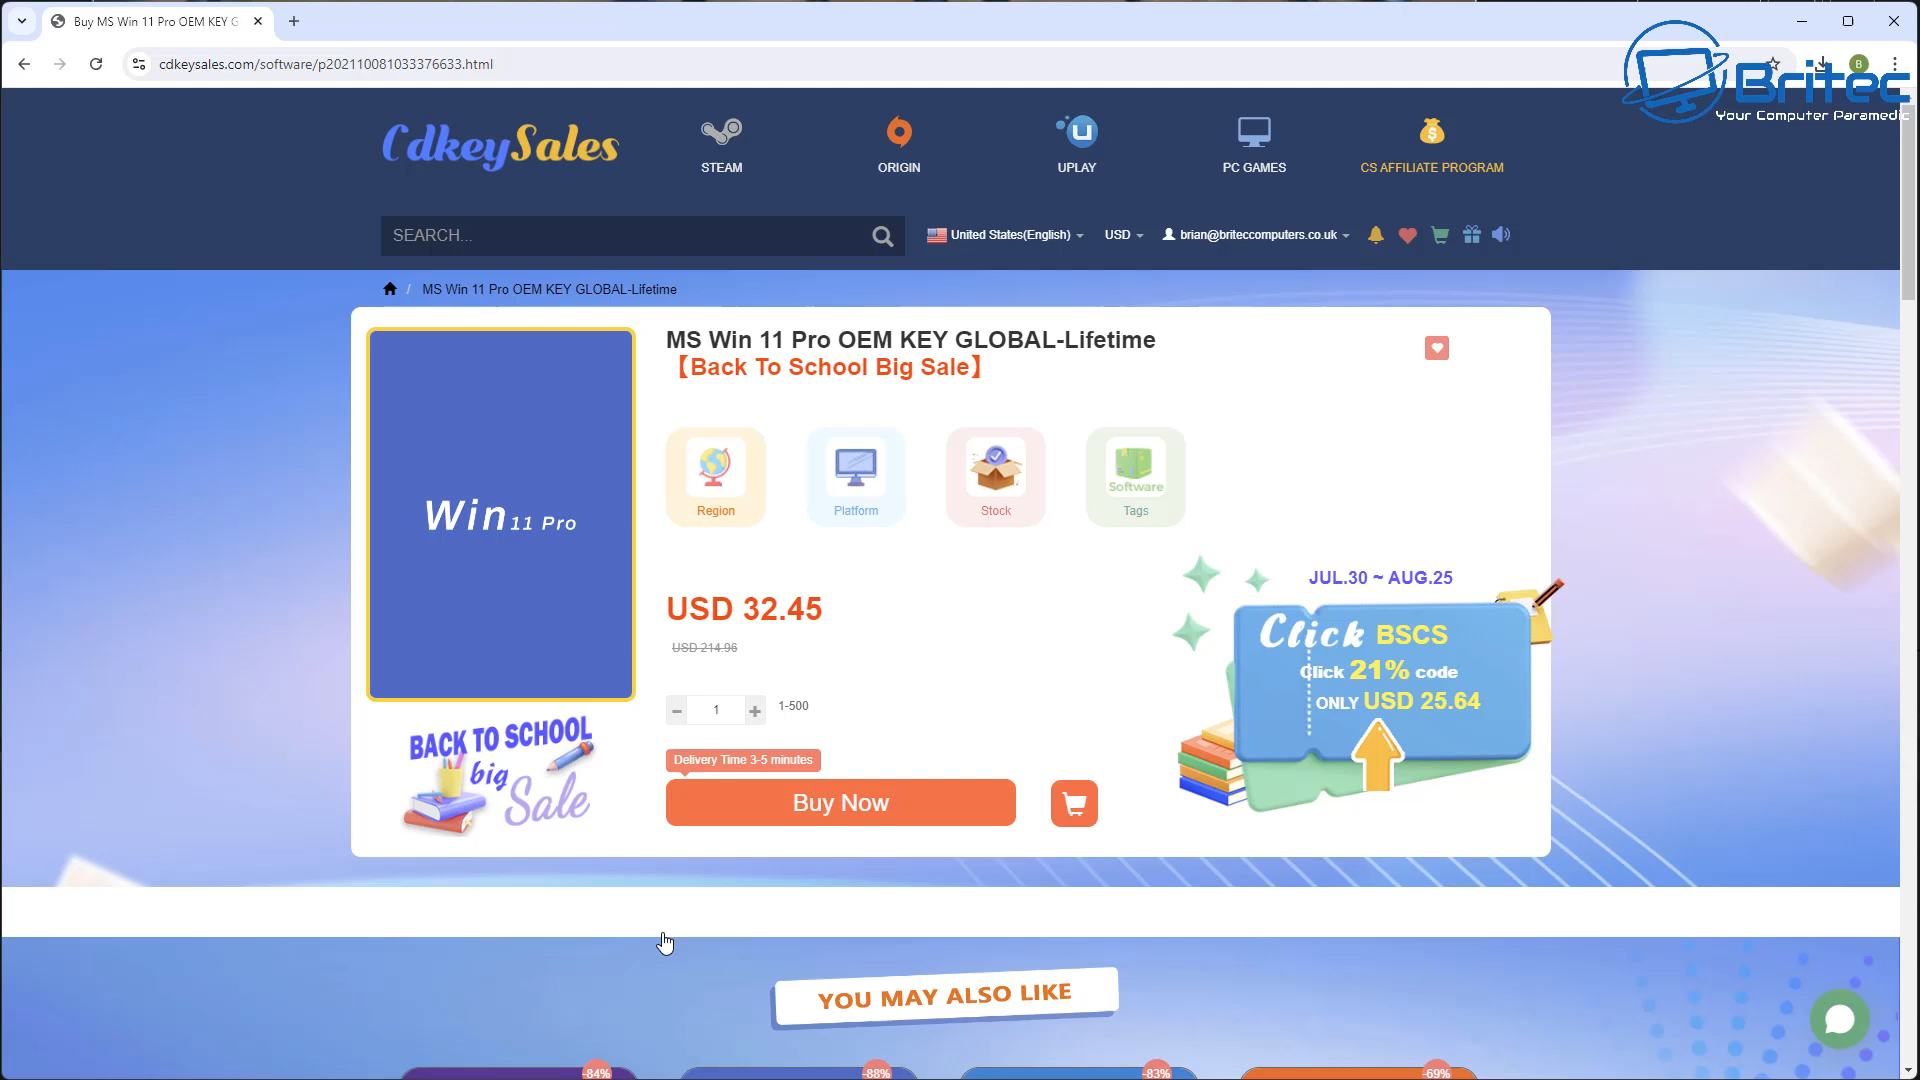 Buy MS Win 11 Pro OEM KEY G
cdkeysales.com/software/p202110081033376633.html
B
Britec
Your Computer Paramedic
CdkeySales
STEAM
ORIGIN
UPLAY
PC GAMES
CS AFFILIATE PROGRAM
SEARCH...
United States(English)
USD
brian@briteccomputers.co.uk
/ MS Win 11 Pro OEM KEY GLOBAL-Lifetime
Win 11 Pro
MS Win 11 Pro OEM KEY GLOBAL-Lifetime
【Back To School Big Sale】
Region
Platform
Stock
Software
Tags
USD 32.45
USD 214.96
1
1-500
Delivery Time 3-5 minutes
Buy Now
JUL.30 ~ AUG.25
Click BSCS
Click 21% code
ONLY USD 25.64
BACK TO SCHOOL
big
Sale
YOU MAY ALSO LIKE
-84%
-88%
-83%
-69%